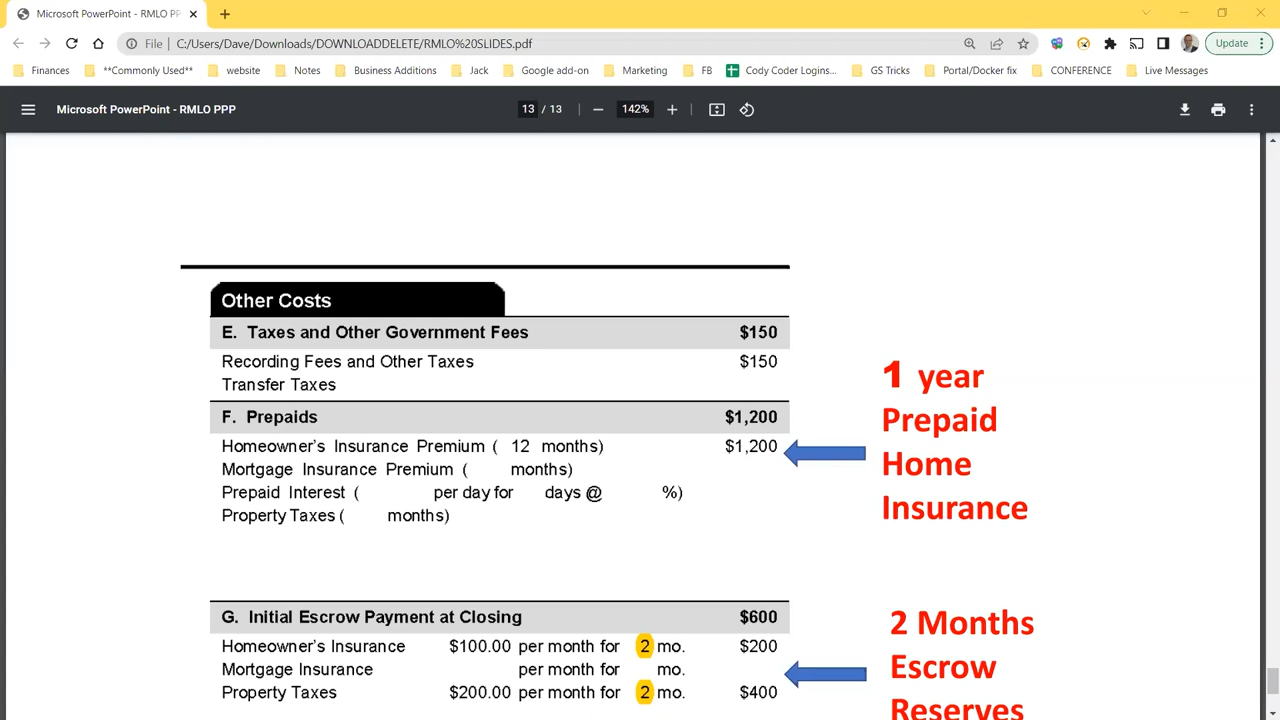 Microsoft PowerPoint - RMLO PP
File C:/Users/Dave/Downloads/DOWNLOADDELETE/RMLO%20SLIDES.pdf Update
Finances **Commonly Used** website Notes Business Additions Jack Google add-on Marketing FB Cody Coder Logins... GS Tricks Portal/Docker fix CONFERENCE Live Messages
Microsoft PowerPoint - RMLO PPP 13 / 13 142%
Other Costs
E. Taxes and Other Government Fees $150
Recording Fees and Other Taxes $150
Transfer Taxes
F. Prepaids $1,200
Homeowner's Insurance Premium ( 12 months) $1,200
Mortgage Insurance Premium ( months)
Prepaid Interest ( per day for days @ %)
Property Taxes ( months)
1 year
Prepaid
Home
Insurance
G. Initial Escrow Payment at Closing $600
Homeowner's Insurance $100.00 per month for 2 mo. $200
Mortgage Insurance per month for mo.
Property Taxes $200.00 per month for 2 mo. $400
2 Months
Escrow
Reserves